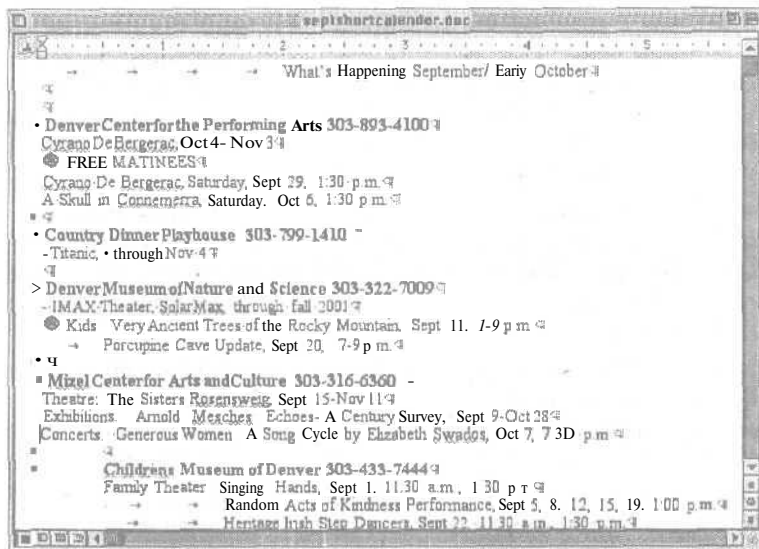 septshortcalendar.doc
1 2 3 4 5
What's Happening September/ Eariy October
• Denver Center for the Performing Arts 303-893-4100
Cyrano De Bergerac, Oct 4- Nov 3
FREE MATINEES
Cyrano De Bergerac, Saturday, Sept 29, 1:30 p.m.
A Skull in Connemerra, Saturday. Oct 6, 1:30 p m.
• Country Dinner Playhouse 303-799-1410
- Titanic, • through Nov 4
> Denver Museum of Nature and Science 303-322-7009
- IMAX Theater, SolarMax, through fall 2001
Kids Very Ancient Trees of the Rocky Mountain, Sept 11. 1-9 p m
→ Porcupine Cave Update, Sept 20, 7-9 p m.
• ч
Mizel Center for Arts and Culture 303-316-6360 -
Theatre: The Sisters Rosensweig, Sept 15-Nov 11
Exhibitions. Arnold Mesches Echoes- A Century Survey, Sept 9-Oct 28
Concerts. Generous Women A Song Cycle by Elizabeth Swados, Oct 7, 7 3D p.m
Childrens Museum of Denver 303-433-7444
Family Theater Singing Hands, Sept 1. 11.30 a.m., 1 30 p т
Random Acts of Kindness Performance, Sept 5, 8. 12, 15, 19. 1:00 p.m.
Heritage Irish Step Dancers, Sept 22, 11 30 a.m., 1:30 p.m.